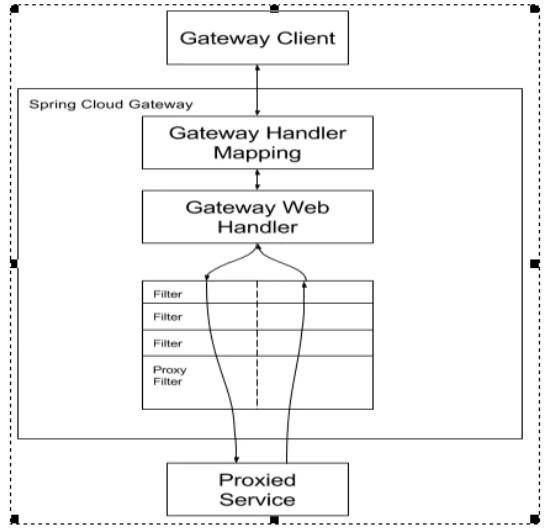 Gateway Client
Spring Cloud Gateway
Gateway Handler
Mapping
Gateway Web
Handler
Filter
Filter
Filter
Proxy
Filter
Proxied
Service